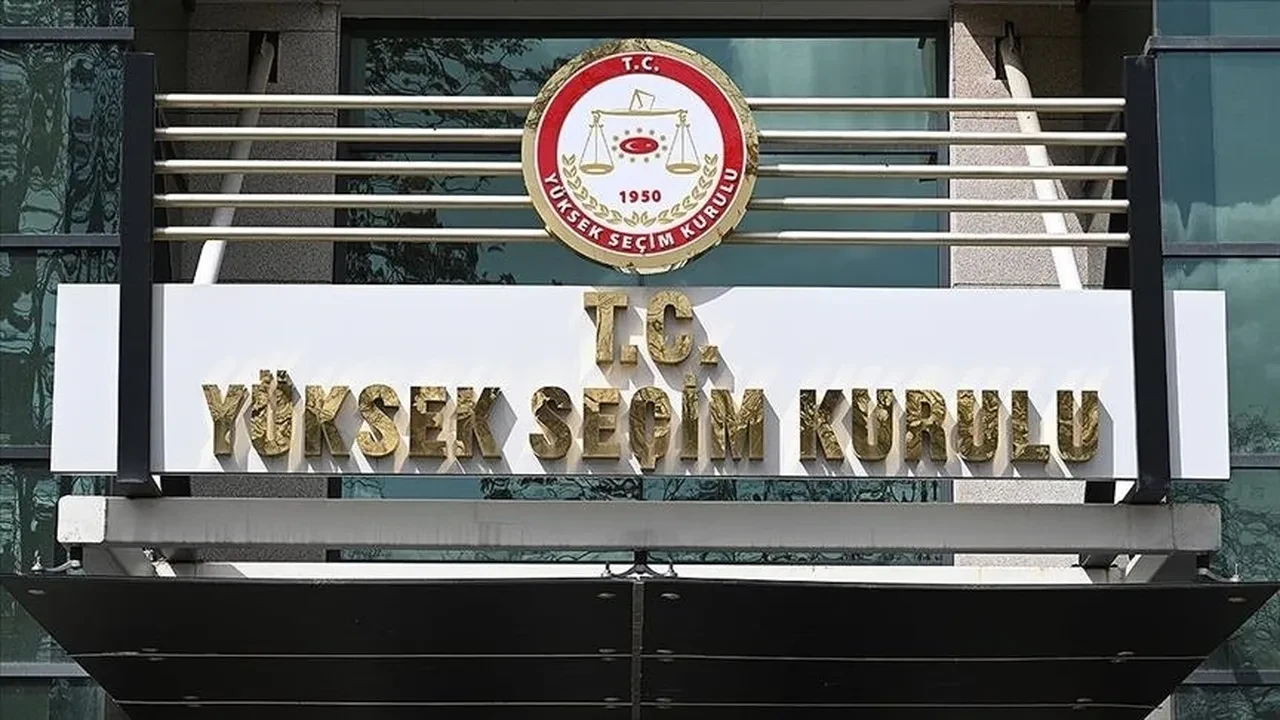 T.C.
1950
YÜKSEK SEÇİM KURULU
T.C.
YÜKSEK SEÇİM KURULU